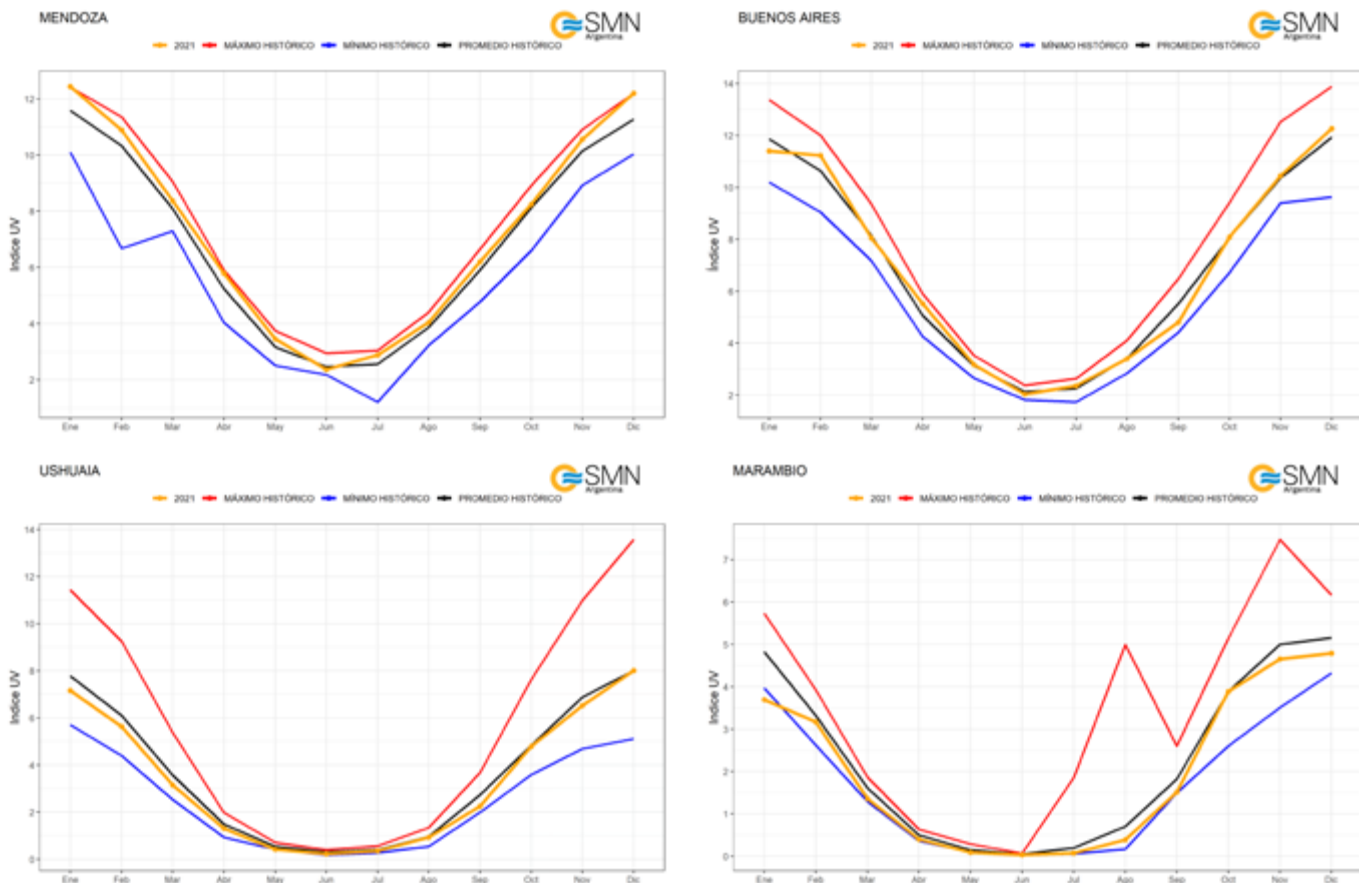 MENDOZA
SMN
Argentina
2021 MÁXIMO HISTÓRICO MÍNIMO HISTÓRICO PROMEDIO HISTÓRICO
Indice UV
12
10
8
6
4
2
Ene Feb Mar Abr May Jun Jul Ago Sep Oct Nov Dic
BUENOS AIRES
SMN
Argentina
2021 MÁXIMO HISTÓRICO MÍNIMO HISTÓRICO PROMEDIO HISTÓRICO
Índice UV
14
12
10
8
6
4
2
Ene Feb Mar Abr May Jun Jul Ago Sep Oct Nov Dic
USHUAIA
SMN
Argentina
2021 MÁXIMO HISTÓRICO MÍNIMO HISTÓRICO PROMEDIO HISTÓRICO
Indice UV
14
12
10
8
6
4
2
0
Ene Feb Mar Abr May Jun Jul Ago Sep Oct Nov Dic
MARAMBIO
SMN
Argentina
2021 MÁXIMO HISTÓRICO MÍNIMO HISTÓRICO PROMEDIO HISTÓRICO
Índice UV
7
6
5
4
3
2
1
0
Ene Feb Mar Abr May Jun Jul Ago Sep Oct Nov Dic